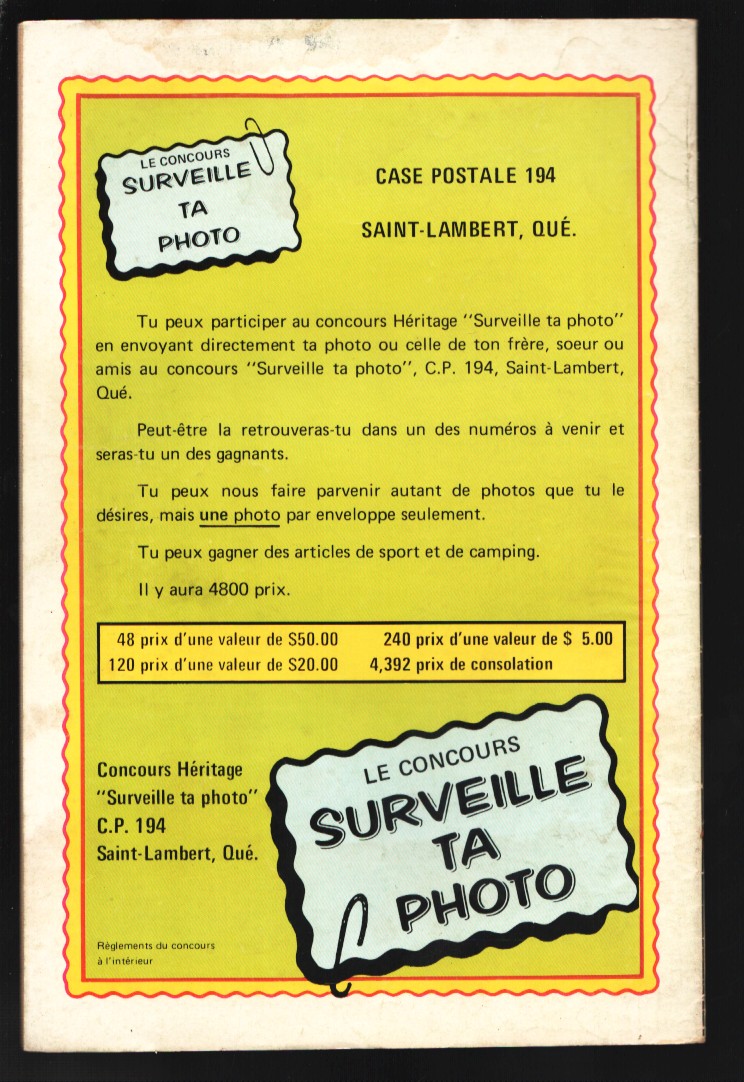 LE CONCOURS
SURVEILLE
TA
PHOTO
CASE POSTALE 194
SAINT-LAMBERT, QUÉ.
Tu peux participer au concours Héritage "Surveille ta photo"
en envoyant directement ta photo ou celle de ton frère, soeur ou
amis au concours "Surveille ta photo", C.P. 194, Saint-Lambert,
Qué.
Peut-être la retrouveras-tu dans un des numéros à venir et
seras-tu un des gagnants.
Tu peux nous faire parvenir autant de photos que tu le
désires, mais une photo par enveloppe seulement.
Tu peux gagner des articles de sport et de camping.
Il y aura 4800 prix.
48 prix d'une valeur de $50.00 240 prix d'une valeur de $ 5.00
120 prix d'une valeur de $20.00 4,392 prix de consolation
Concours Héritage
"Surveille ta photo"
C.P. 194
Saint-Lambert, Qué.
LE CONCOURS
SURVEILLE
TA
PHOTO
Règlements du concours
à l'intérieur